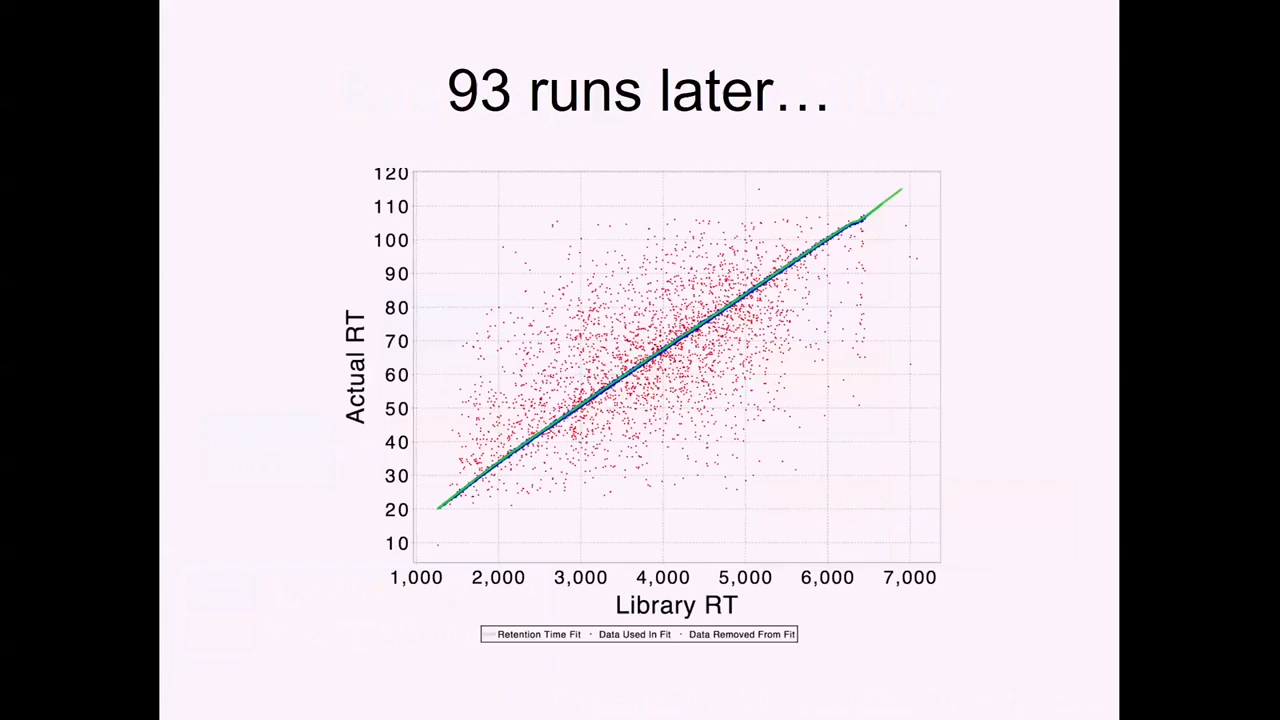 93 runs later…
120
110
100
90
80
70
60
50
40
30
20
10
Actual RT
1,000 2,000 3,000 4,000 5,000 6,000 7,000
Library RT
Retention Time Fit · Data Used In Fit · Data Removed From Fit